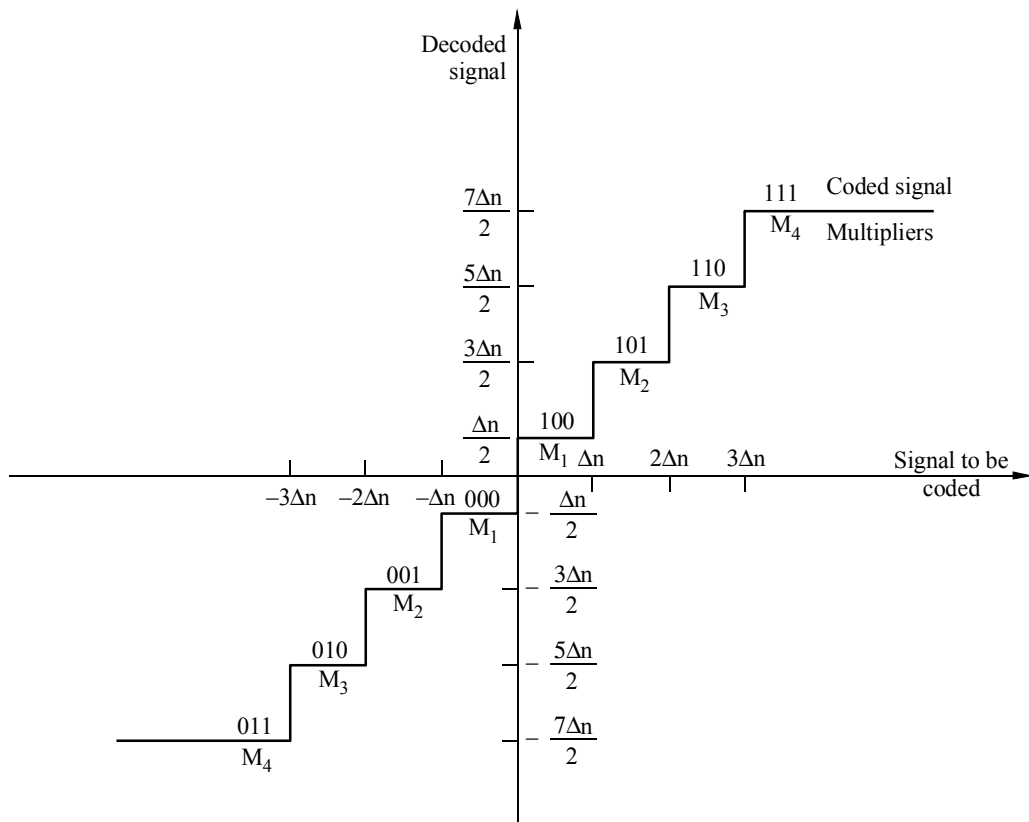 Decoded
signal
111
Coded signal
7Δn
2
M4
Multipliers
110
5Δn
2
M3
101
3Δn
2
M2
100
Δn
2
M1
Δn
2Δn
3Δn
Signal to be
coded
–3Δn
–2Δn
–Δn
000
M1
– Δn
2
001
M2
– 3Δn
2
010
M3
– 5Δn
2
011
M4
– 7Δn
2